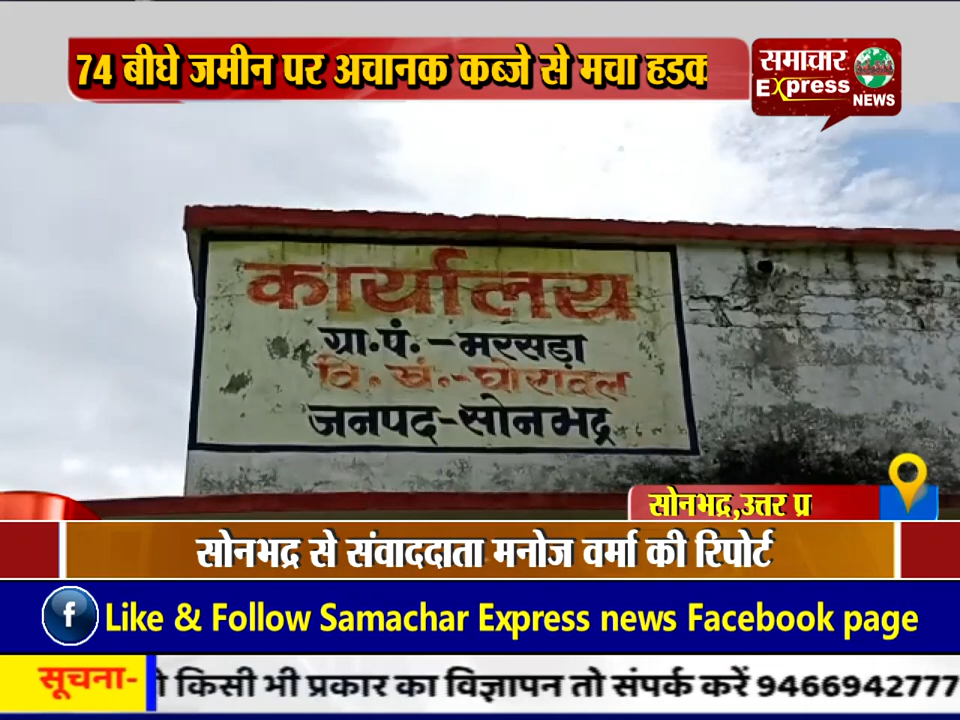 74 बीघे जमीन पर अचानक कब्जे से मचा हडक
समाचार
Express
NEWS
कार्यालय
ग्रा.पं.-मरसड़ा
वि.खं.-घोरावल
जनपद-सोनभद्र
सोनभद्र,उत्तर प्र
सोनभद्र से संवाददाता मनोज वर्मा की रिपोर्ट
f Like & Follow Samachar Express news Facebook page
सूचना- किसी भी प्रकार का विज्ञापन तो संपर्क करें 9466942777